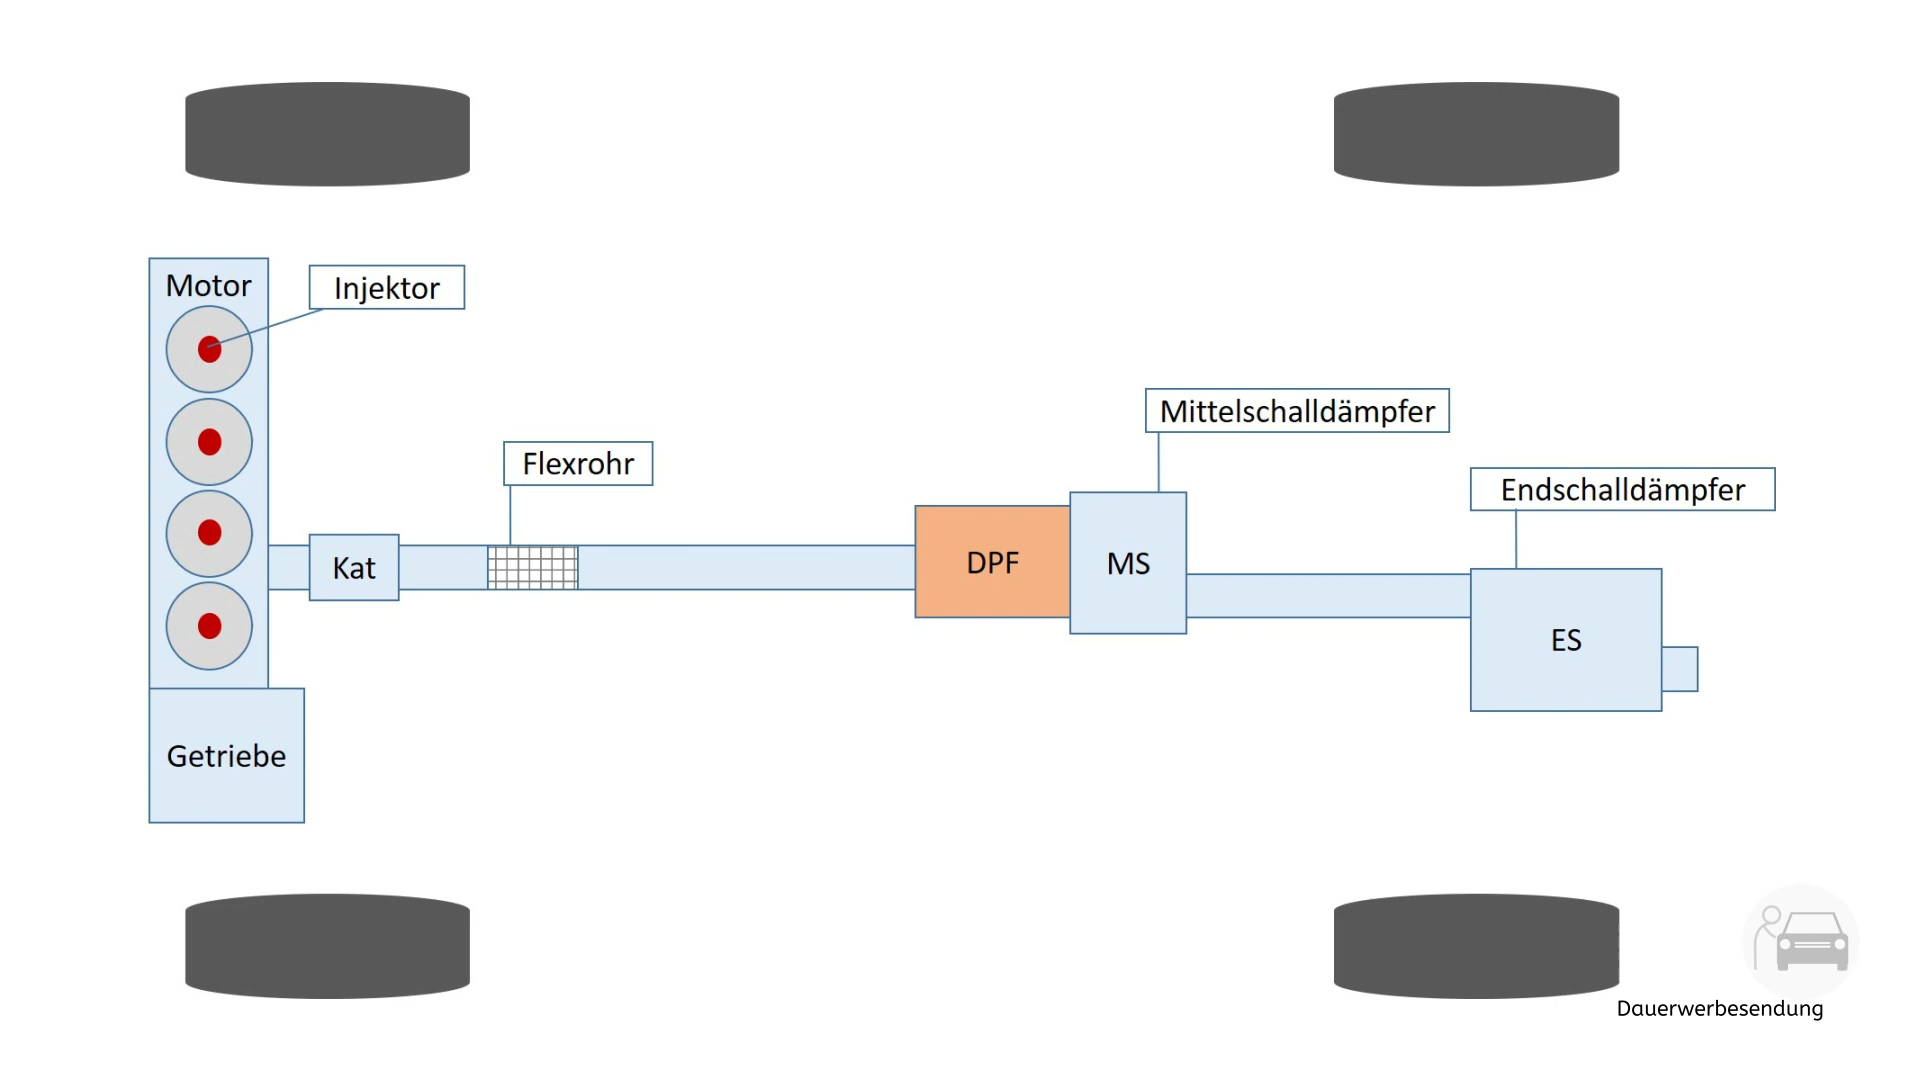 Motor
Injektor
Mittelschalldämpfer
Flexrohr
Endschalldämpfer
Kat
DPF
MS
ES
Getriebe
Dauerwerbesendung